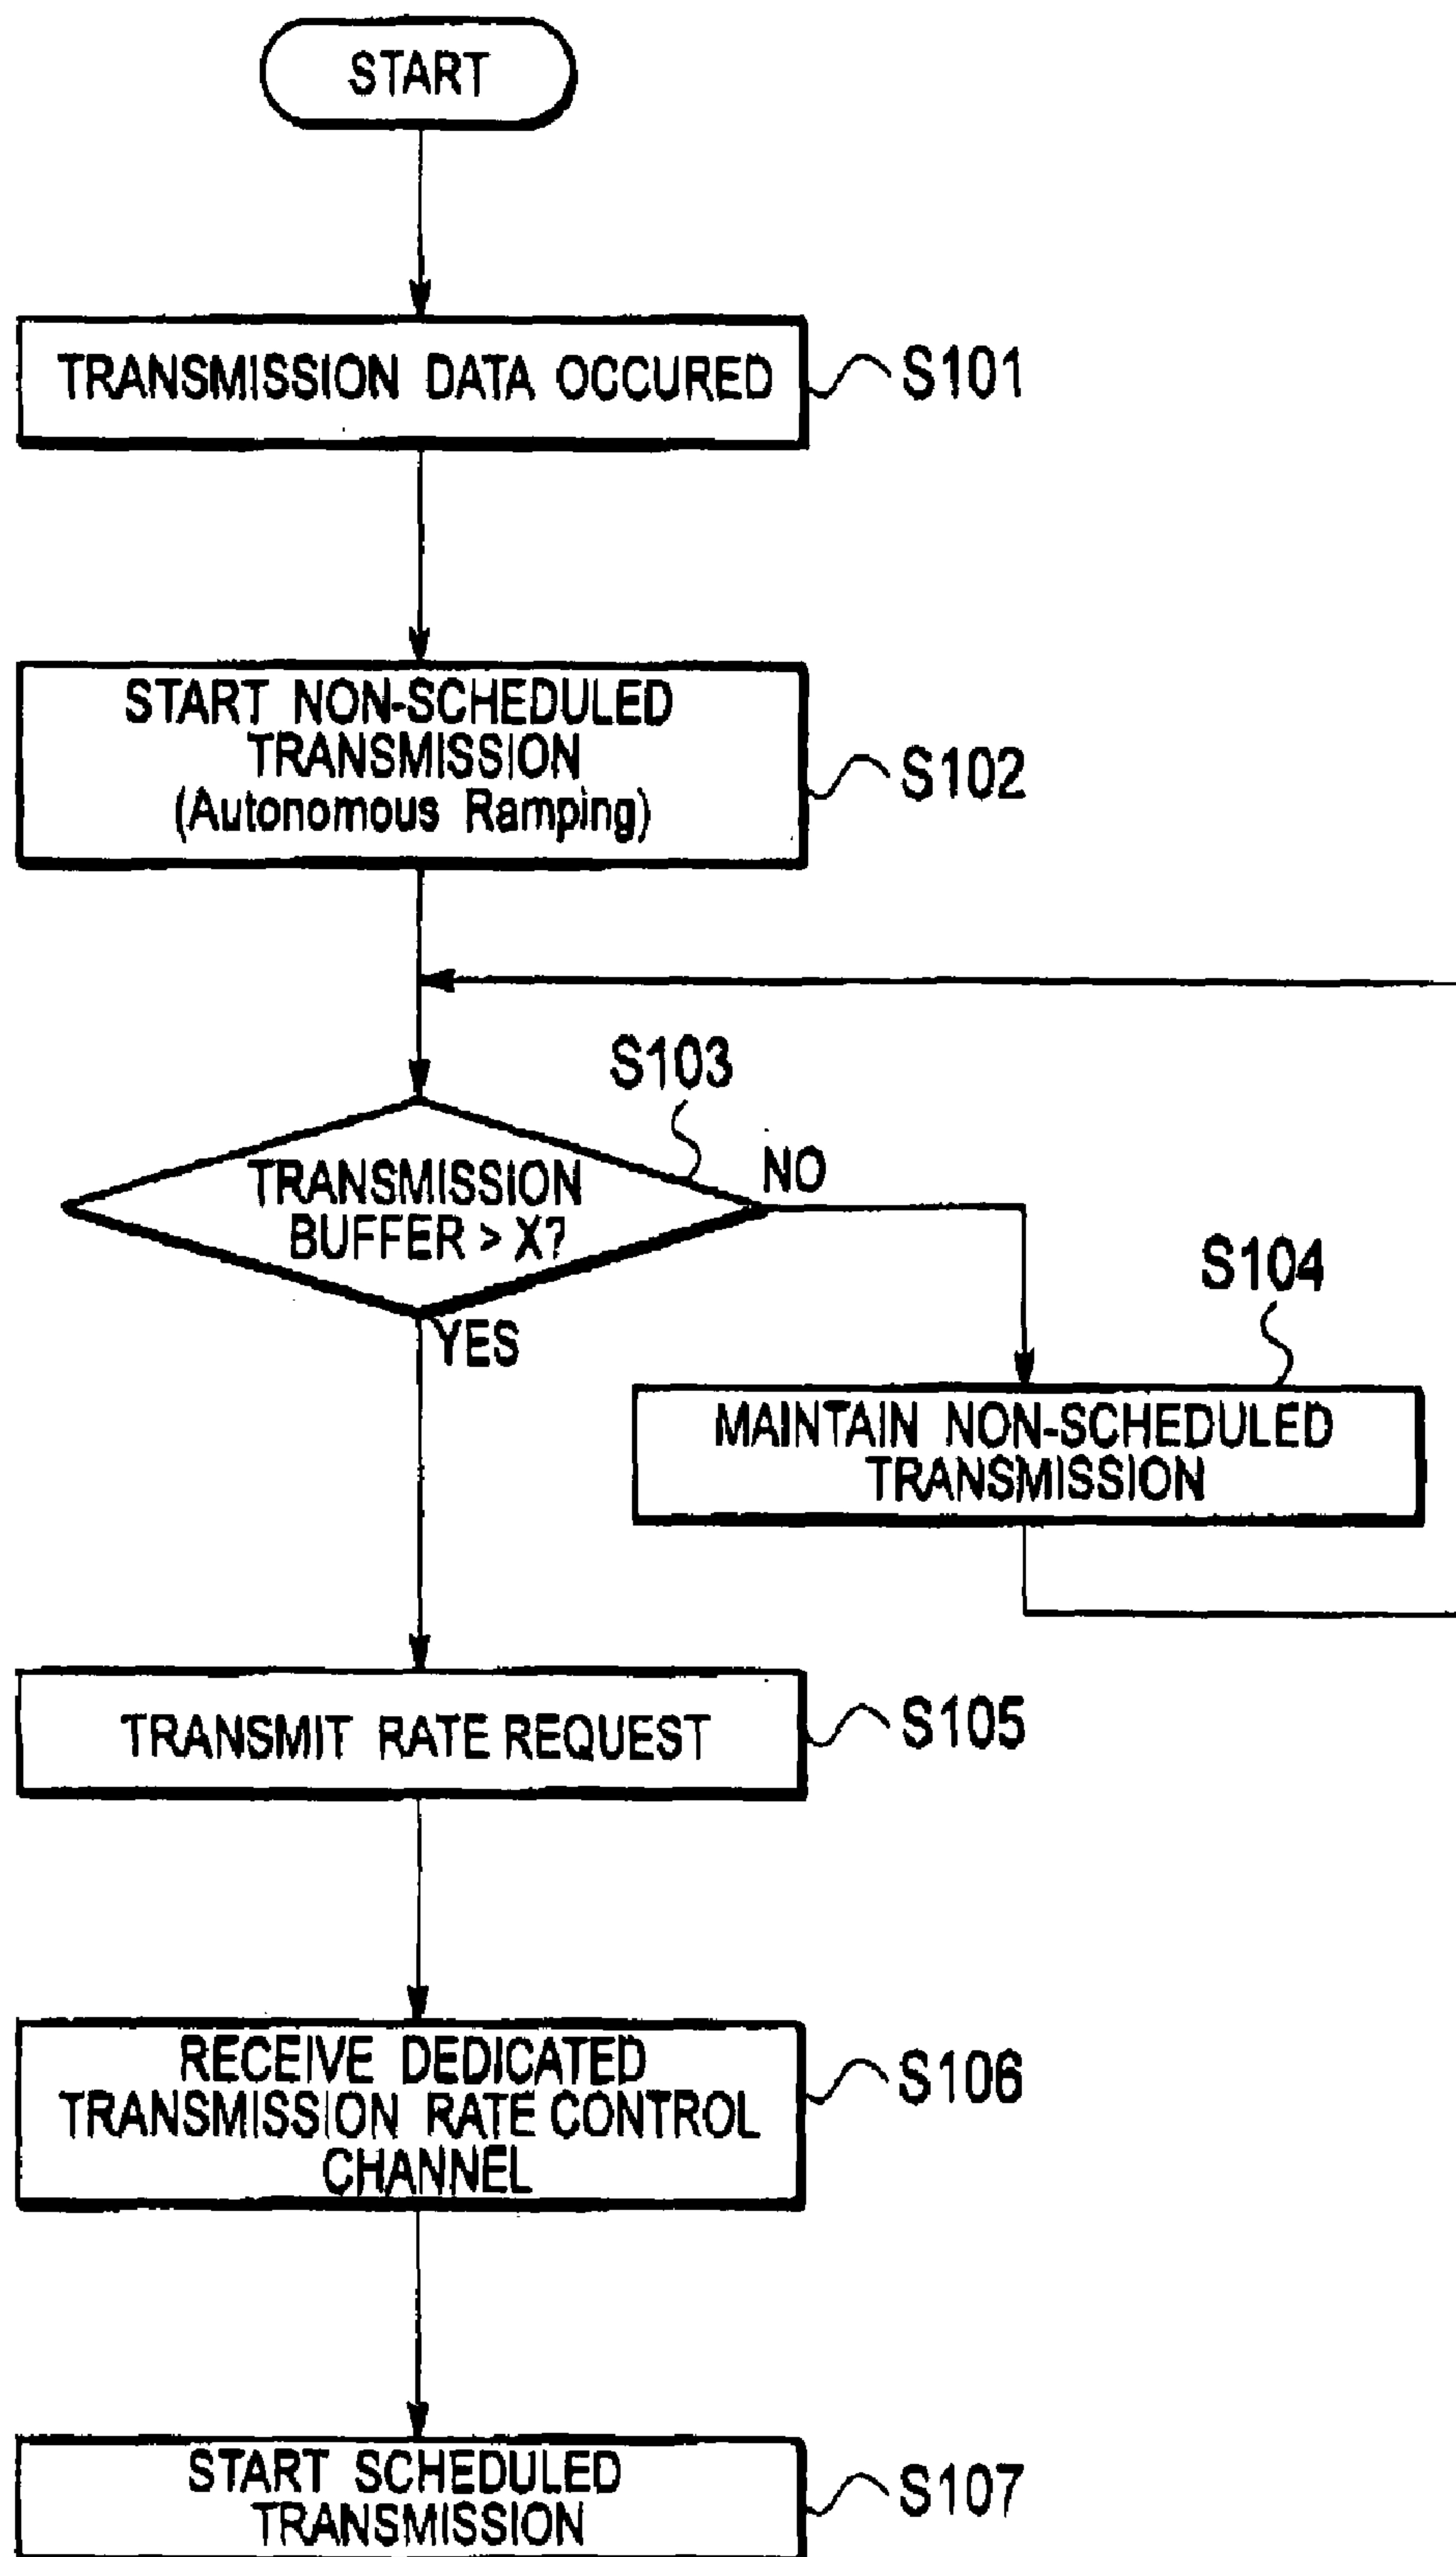 START
TRANSMISSION DATA OCCURED
S101
START NON-SCHEDULED
TRANSMISSION
(Autonomous Ramping)
S102
S103
TRANSMISSION
BUFFER > X?
NO
YES
S104
MAINTAIN NON-SCHEDULED
TRANSMISSION
TRANSMIT RATE REQUEST
S105
RECEIVE DEDICATED
TRANSMISSION RATE CONTROL
CHANNEL
S106
START SCHEDULED
TRANSMISSION
S107